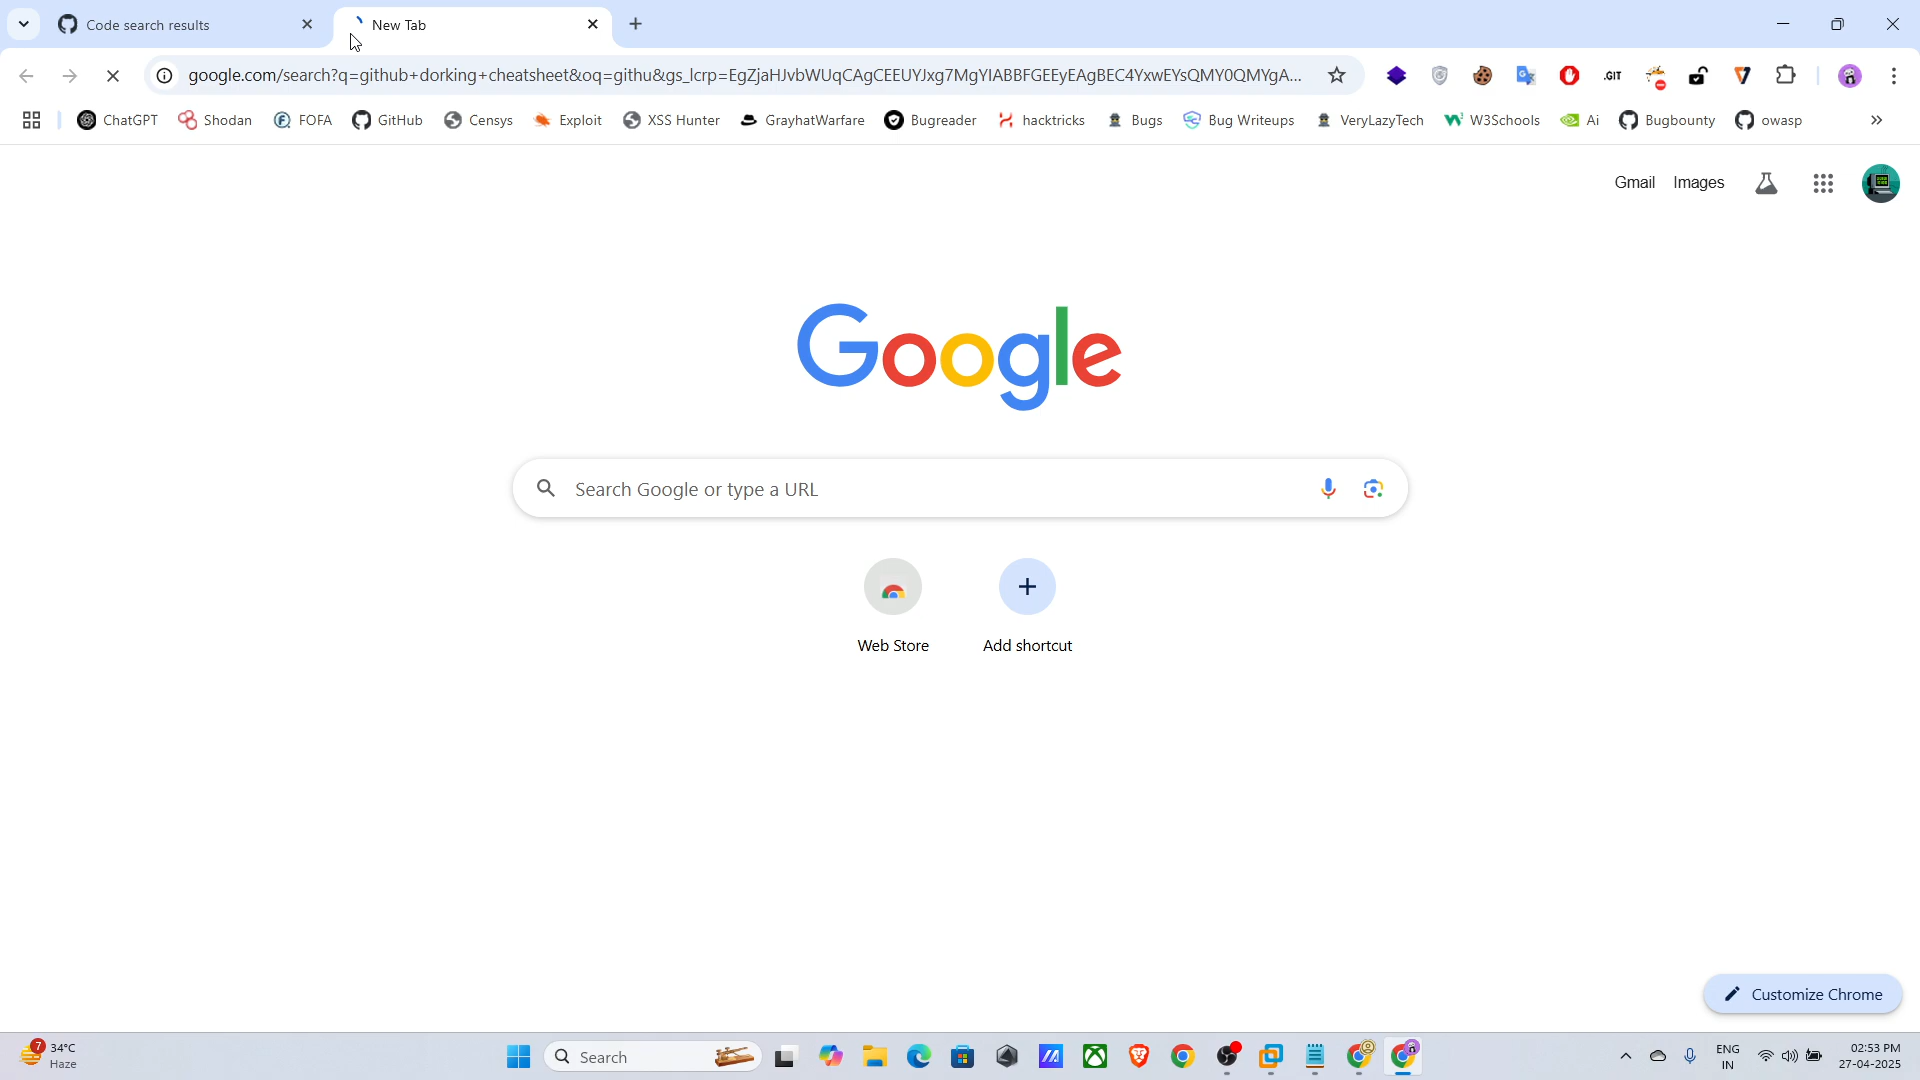 Code search results
New Tab
google.com/search?q=github+dorking+cheatsheet&oq=githu&gs_lcrp=EgZjaHJvbWUqCAgCEEUYJxg7MgYIABBFGEEyEAgBEC4YxwEYsQMY0QMYgA...
.GIT
ChatGPT Shodan FOFA GitHub Censys Exploit XSS Hunter GrayhatWarfare Bugreader hacktricks Bugs Bug Writeups VeryLazyTech W3Schools Ai Bugbounty owasp
Gmail Images
Google
Search Google or type a URL
Web Store Add shortcut
Customize Chrome
7 34°C
Haze
Search
ENG
IN
02:53 PM
27-04-2025